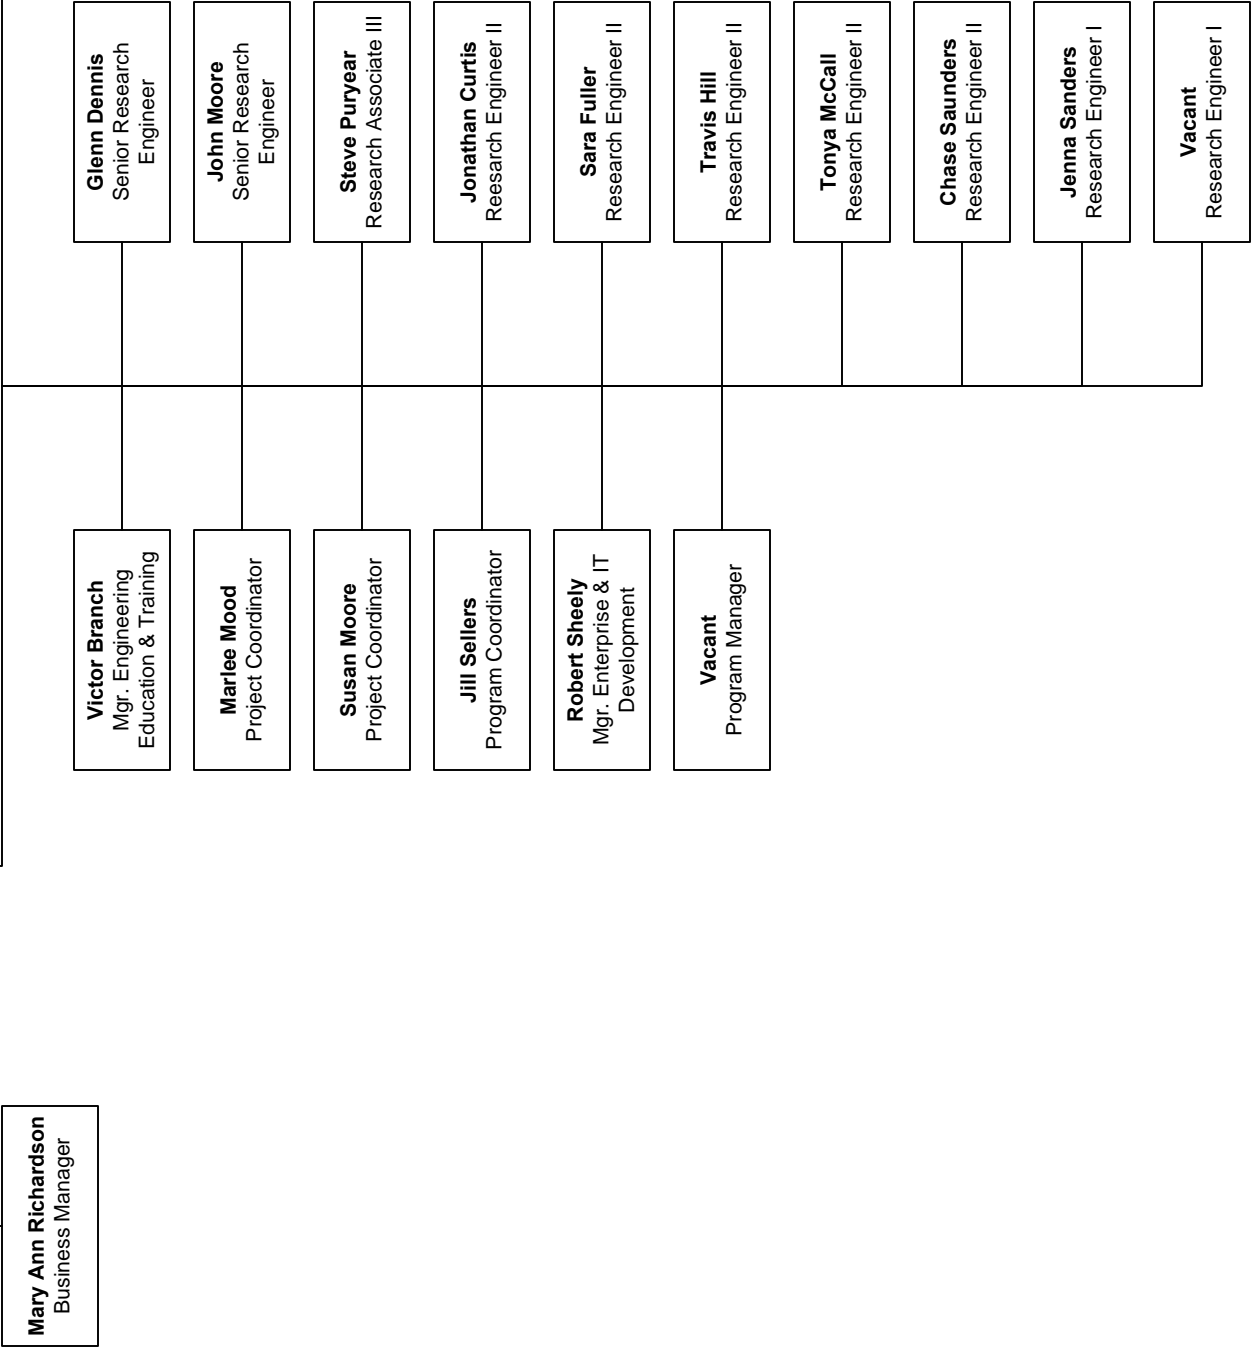 Mary Ann Richardson
Business Manager
Victor Branch
Mgr. Engineering
Education & Training
Glenn Dennis
Senior Research
Engineer
Marlee Mood
Project Coordinator
John Moore
Senior Research
Engineer
Susan Moore
Project Coordinator
Steve Puryear
Research Associate III
Jill Sellers
Program Coordinator
Jonathan Curtis
Reesarch Engineer II
Robert Sheely
Mgr. Enterprise & IT
Development
Sara Fuller
Research Engineer II
Vacant
Program Manager
Travis Hill
Research Engineer II
Tonya McCall
Research Engineer II
Chase Saunders
Research Engineer II
Jenna Sanders
Research Engineer I
Vacant
Research Engineer I